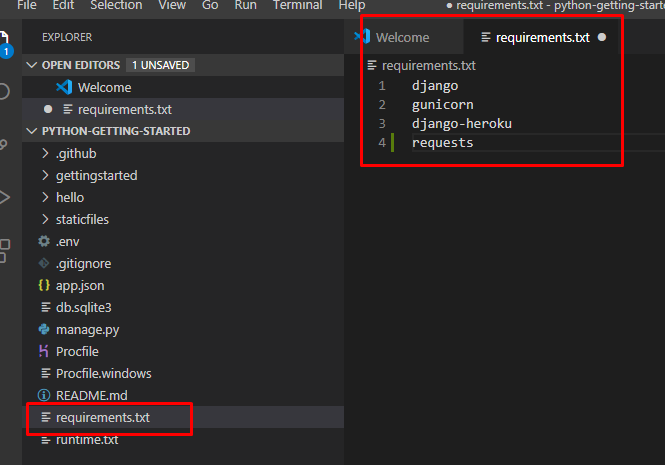 File Edit Selection View Go Run Terminal Help ● requirements.txt - python-getting-started
1
EXPLORER
OPEN EDITORS 1 UNSAVED
Welcome
requirements.txt
PYTHON-GETTING-STARTED
.github
gettingstarted
hello
staticfiles
.env
.gitignore
{} app.json
db.sqlite3
manage.py
Procfile
Procfile.windows
README.md
requirements.txt
runtime.txt
Welcome requirements.txt ●
requirements.txt
1 django
2 gunicorn
3 django-heroku
4 requests